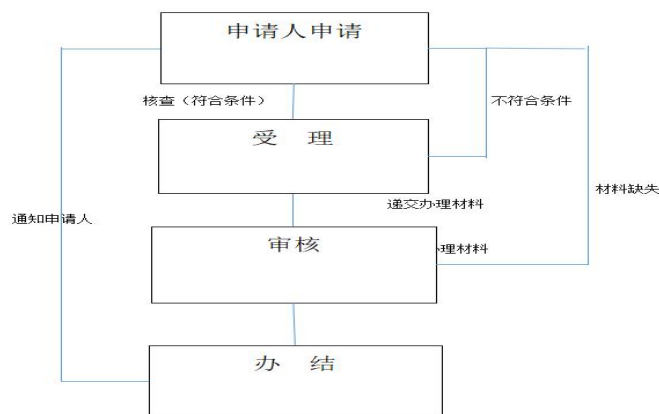 申请人申请
核查（符合条件）
不符合条件
受 理
材料缺失
递交办理材料
通知申请人
审核
理材料
办 结